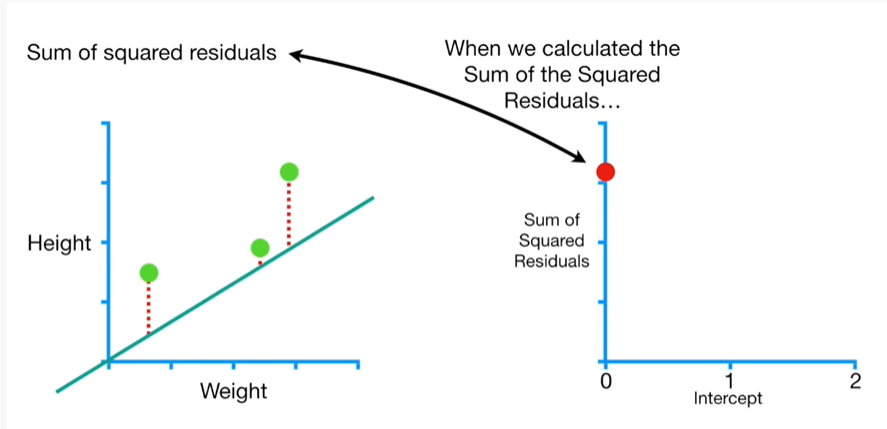 Sum of squared residuals
When we calculated the
Sum of the Squared
Residuals...
Height
Weight
Sum of
Squared
Residuals
0
1
2
Intercept